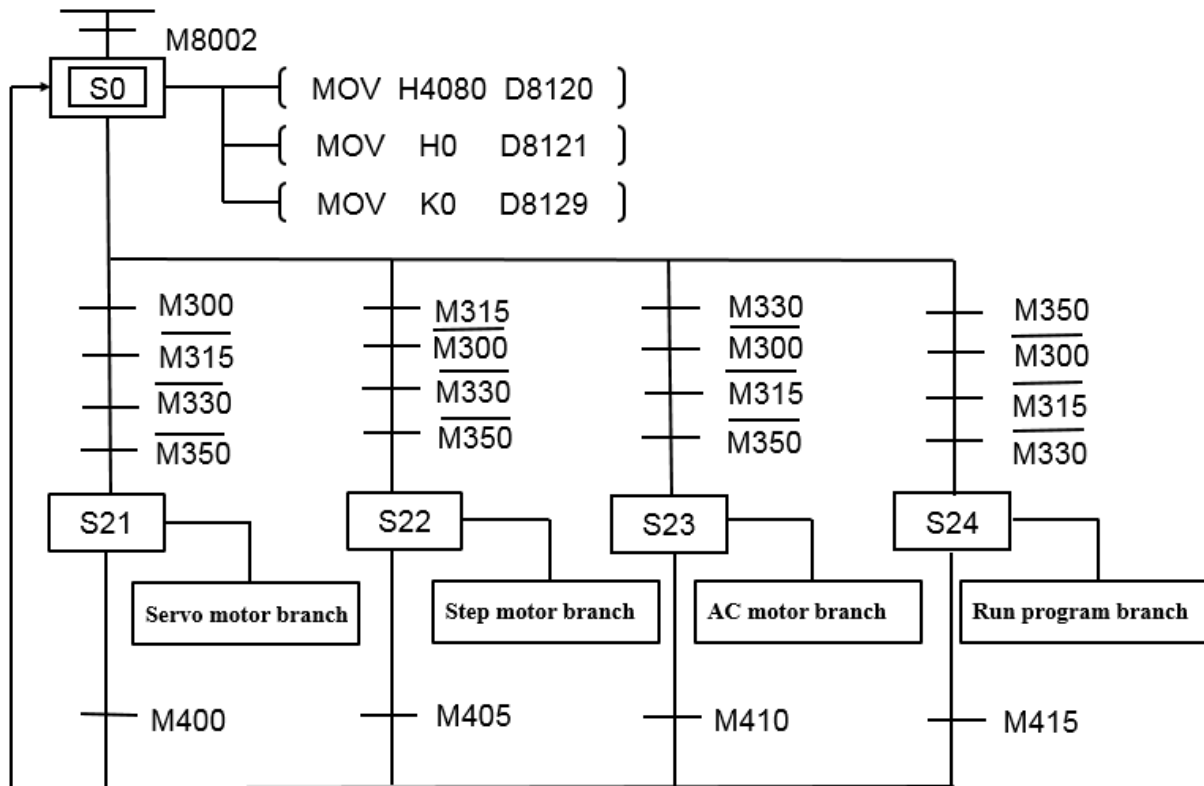 M8002
S0
MOV H4080 D8120
MOV H0 D8121
MOV K0 D8129
M300
M315
M330
M350
M315
M300
M330
M350
M330
M300
M315
M350
M350
M300
M315
M330
S21
S22
S23
S24
Servo motor branch
Step motor branch
AC motor branch
Run program branch
M400
M405
M410
M415